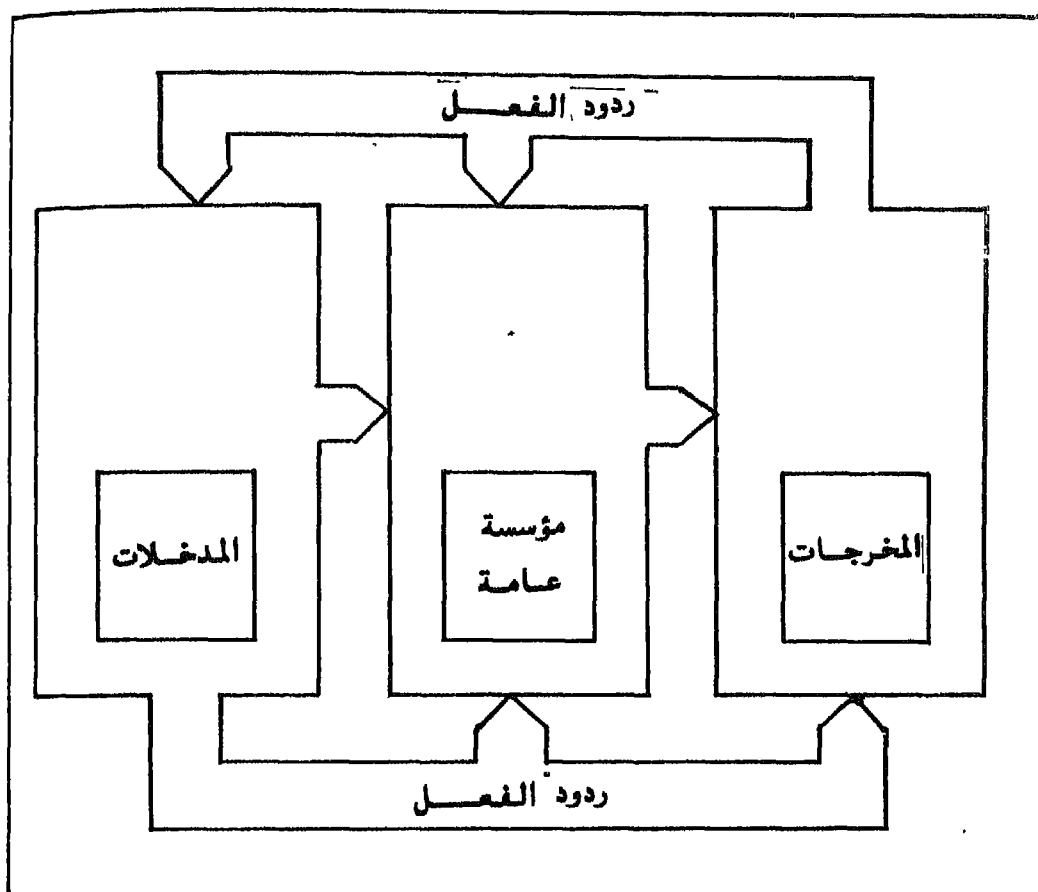 ردود الفعل
المخرجات
مؤسسة
عامة
المدخلات
ردود الفعل